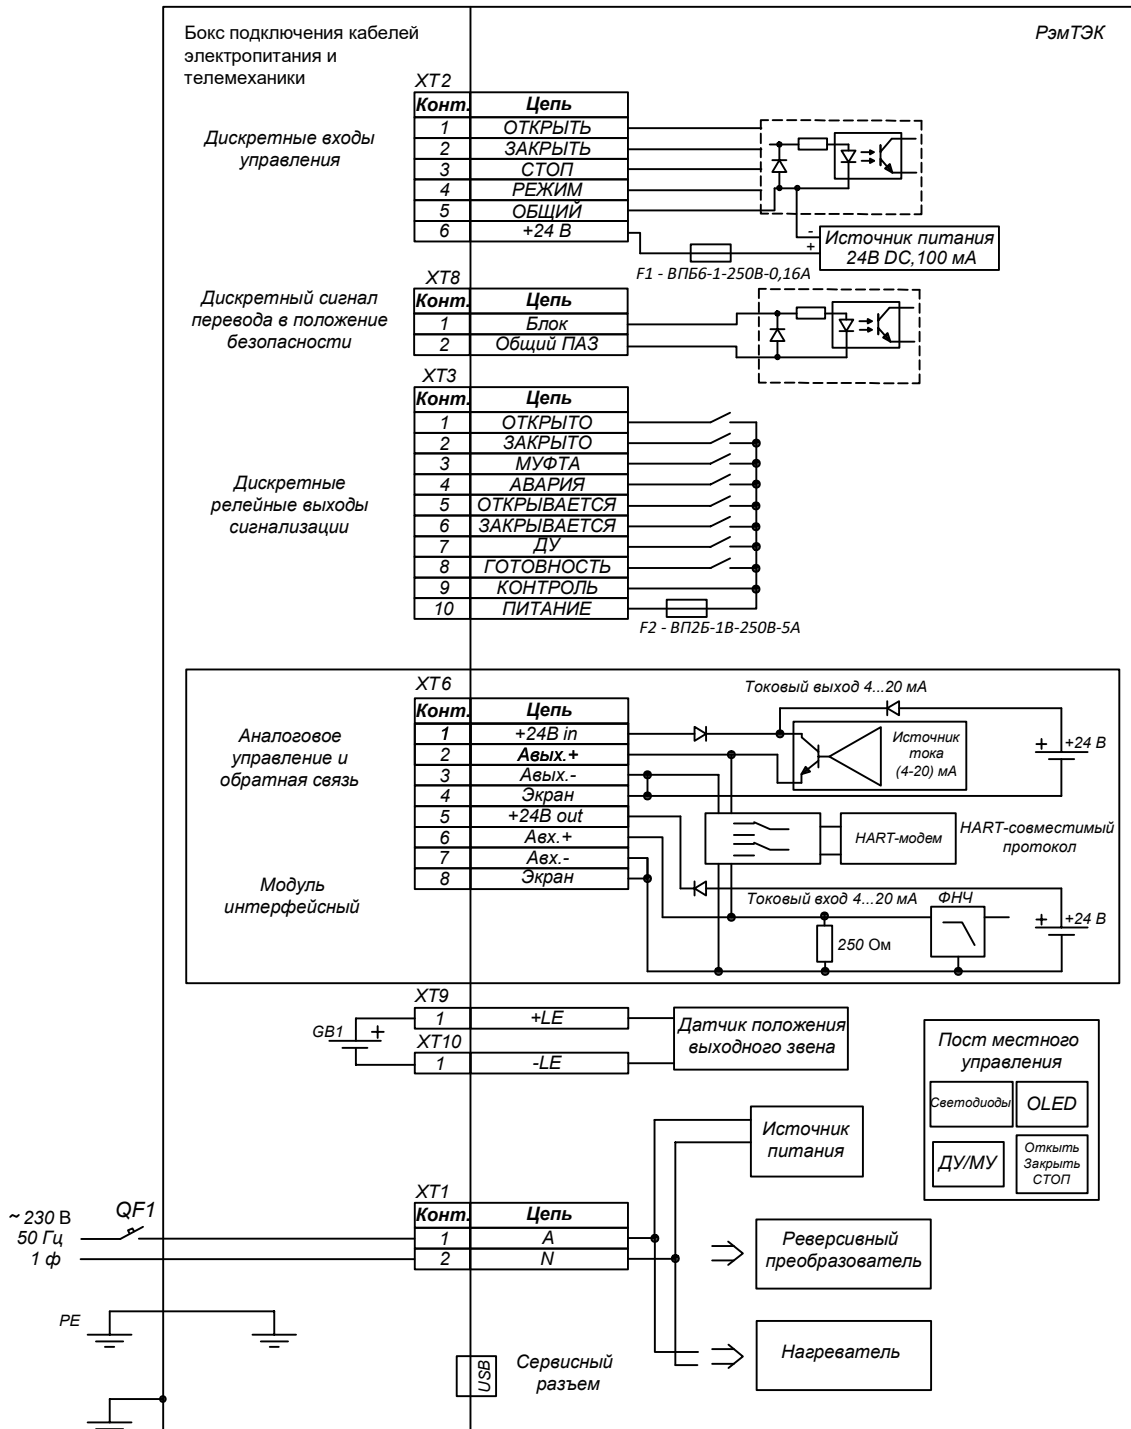 Бокс подключения кабелей
электропитания и
телемеханики
РэмТЭК
XT2
Конт. Цепь
Дискретные входы
управления
1 ОТКРЫТЬ
2 ЗАКРЫТЬ
3 СТОП
4 РЕЖИМ
5 ОБЩИЙ
6 +24 В
-
+
Источник питания
24В DC,100 мА
F1 - ВПБ6-1-250В-0,16А
XT8
Конт. Цепь
Дискретный сигнал
перевода в положение
безопасности
1 Блок
2 Общий ПАЗ
XT3
Конт. Цепь
1 ОТКРЫТО
2 ЗАКРЫТО
3 МУФТА
4 АВАРИЯ
5 ОТКРЫВАЕТСЯ
6 ЗАКРЫВАЕТСЯ
7 ДУ
8 ГОТОВНОСТЬ
9 КОНТРОЛЬ
10 ПИТАНИЕ
Дискретные
релейные выходы
сигнализации
F2 - ВП2Б-1В-250В-5А
XT6
Конт. Цепь
1 +24В in
2 Авых.+
3 Авых.-
4 Экран
5 +24В out
6 Авх.+
7 Авх.-
8 Экран
Аналоговое
управление и
обратная связь
Модуль
интерфейсный
Токовый выход 4...20 мА
Источник
тока
(4-20) мА
+
+24 В
HART-модем
HART-совместимый
протокол
Токовый вход 4...20 мА
ФНЧ
250 Ом
+
+24 В
XT9
1 +LE
GB1
+
XT10
1 -LE
Датчик положения
выходного звена
Пост местного
управления
Светодиоды
OLED
ДУ/МУ
Откыть
Закрыть
СТОП
Источник
питания
XT1
Конт. Цепь
1 A
2 N
~ 230 В
50 Гц
1 ф
QF1
Реверсивный
преобразователь
PE
Нагреватель
USB
Сервисный
разъем